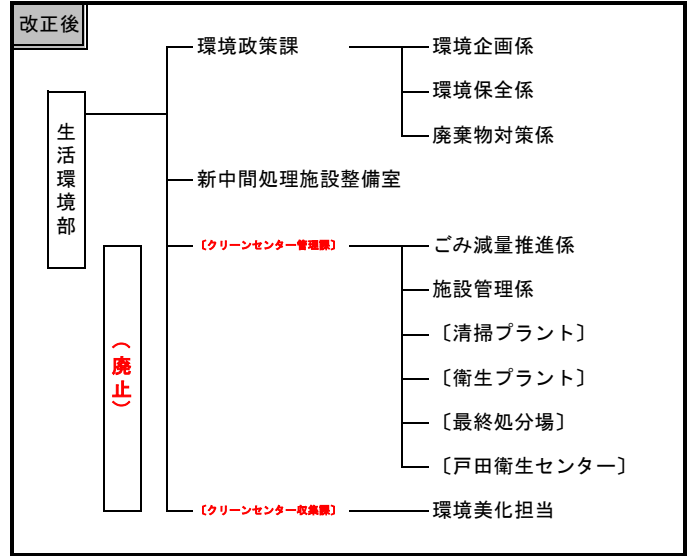 改正後
生活環境部
（廃止）
環境政策課
環境企画係
環境保全係
廃棄物対策係
新中間処理施設整備室
〔クリーンセンター管理課〕
ごみ減量推進係
施設管理係
〔清掃プラント〕
〔衛生プラント〕
〔最終処分場〕
〔戸田衛生センター〕
〔クリーンセンター収集課〕
環境美化担当